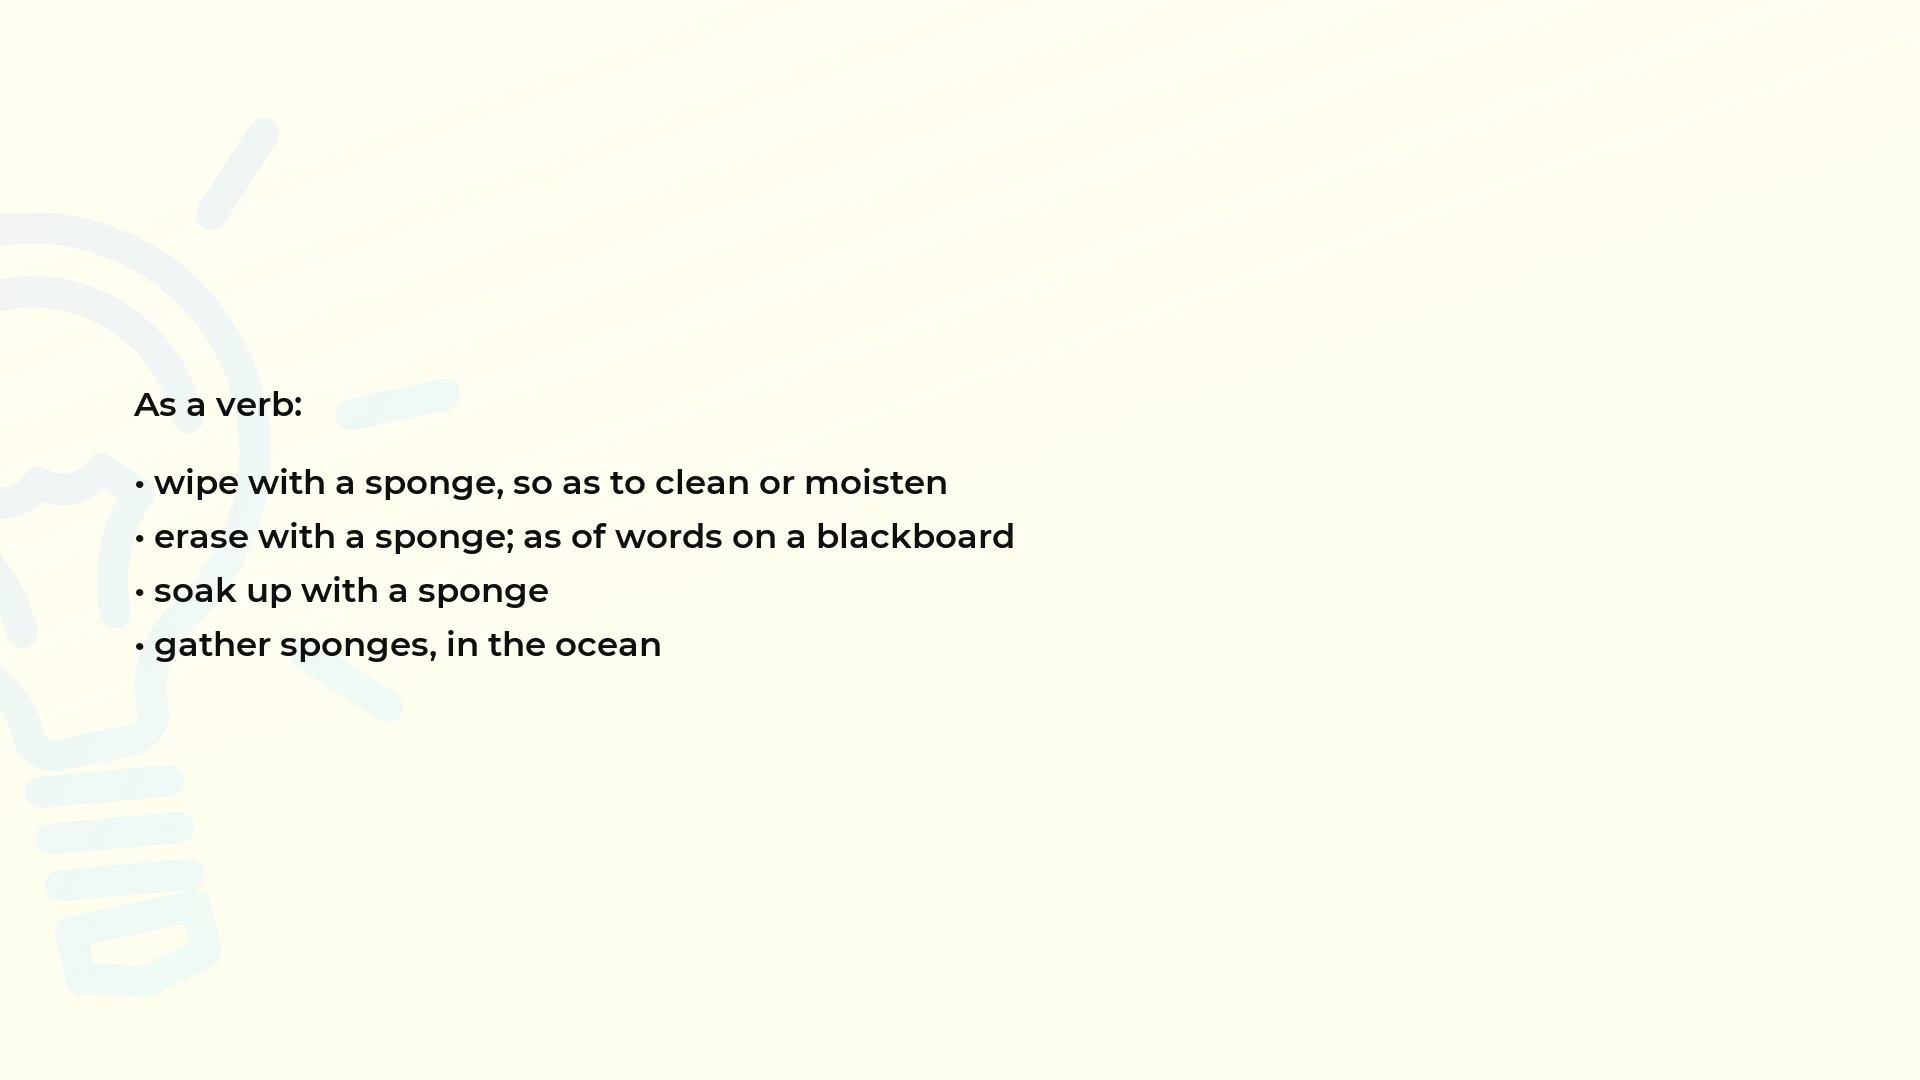 As a verb:
• wipe with a sponge, so as to clean or moisten
• erase with a sponge; as of words on a blackboard
• soak up with a sponge
• gather sponges, in the ocean